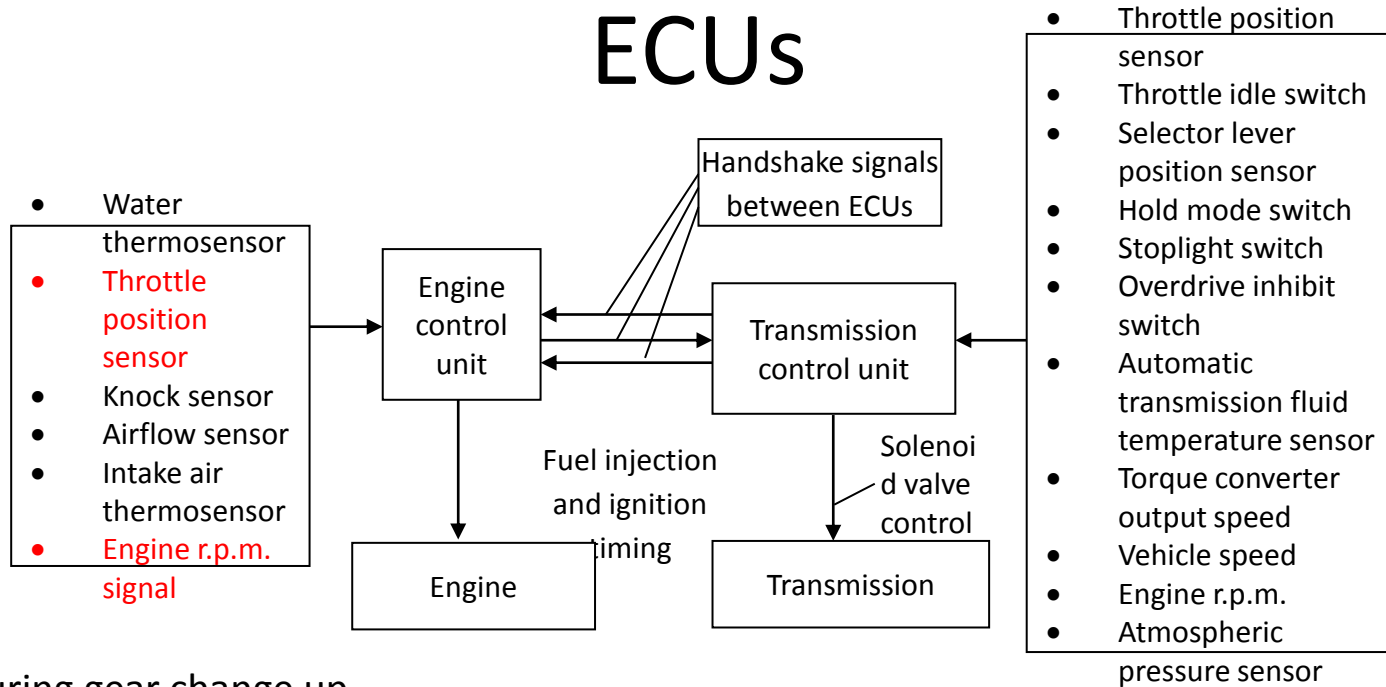 ECUs
• Water
thermosensor
• Throttle
position
sensor
• Knock sensor
• Airflow sensor
• Intake air
thermosensor
• Engine r.p.m.
signal
Engine
control
unit
Handshake signals
between ECUs
Transmission
control unit
Fuel injection
and ignition
timing
Solenoi
d valve
control
Engine
Transmission
• Throttle position
sensor
• Throttle idle switch
• Selector lever
position sensor
• Hold mode switch
• Stoplight switch
• Overdrive inhibit
switch
• Automatic
transmission fluid
temperature sensor
• Torque converter
output speed
• Vehicle speed
• Engine r.p.m.
• Atmospheric
pressure sensor
gear change up